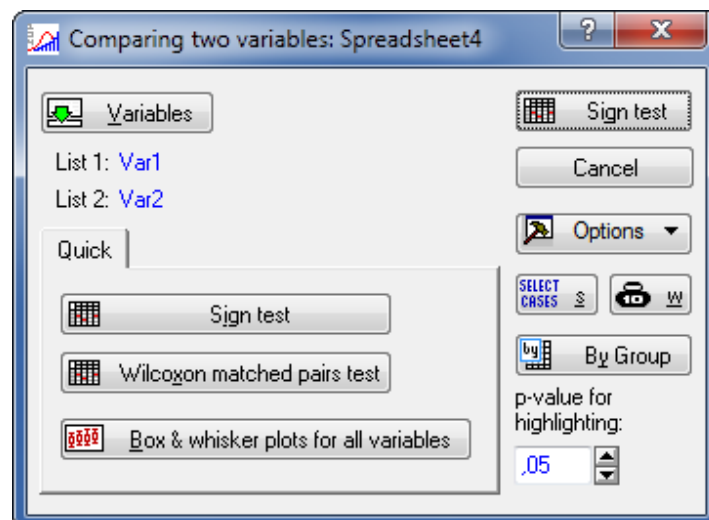 Comparing two variables: Spreadsheet4
?
X
Variables
Sign test
List 1: Var1
Cancel
List 2: Var2
Options
Quick
SELECT CASES S
W
Sign test
By Group
Wilcoxon matched pairs test
p-value for
highlighting:
Box & whisker plots for all variables
,05